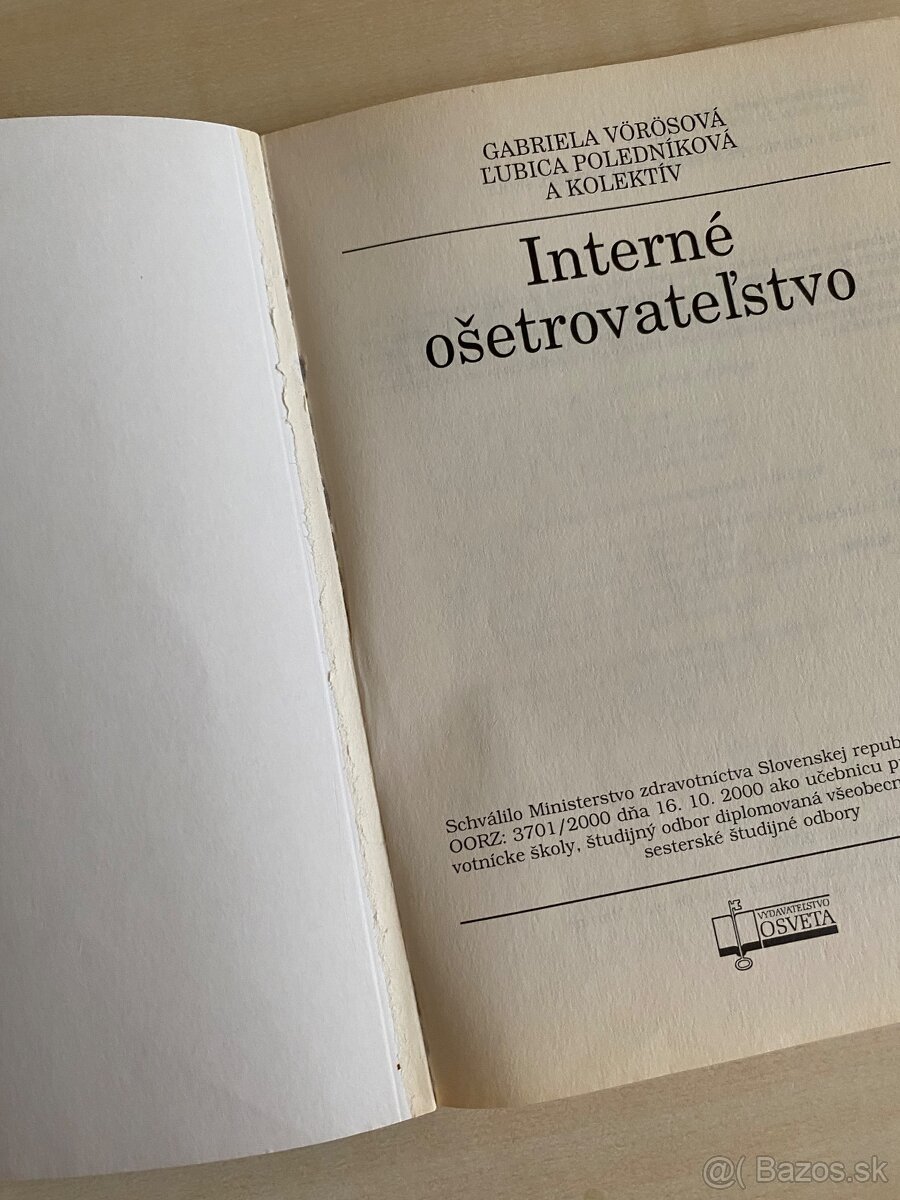 GABRIELA VÖRÖSOVÁ
ĽUBICA POLEDNÍKOVÁ
A KOLEKTÍV
Interné
ošetrovateľstvo
Schválilo Ministerstvo zdravotníctva Slovenskej repub
OORZ: 3701/2000 dňa 16. 10. 2000 ako učebnicu p
votnícke školy, študijný odbor diplomovaná všeobecn
sesterské študijné odbory
VYDAVATEĽSTVO
OSVETA
@( Bazos.sk